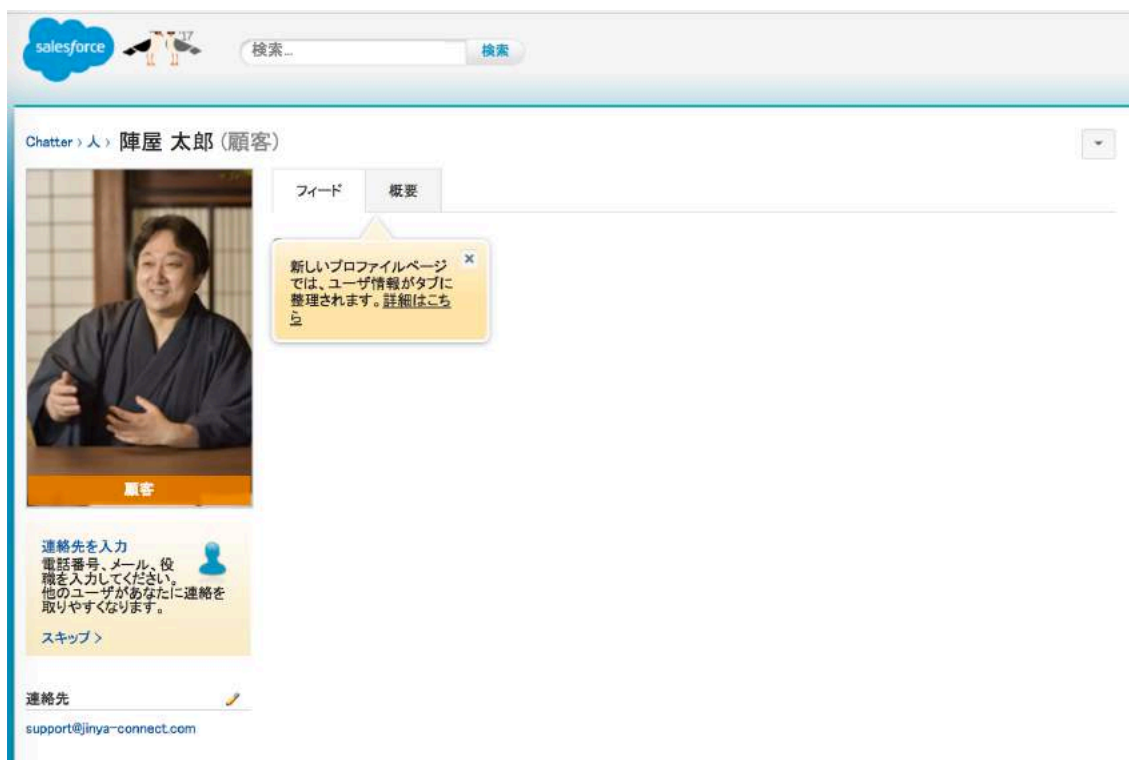 salesforce
'17
検索...
検索
Chatter › 人 › 陣屋 太郎 (顧客)
フィード
概要
新しいプロファイルページ
では、ユーザ情報がタブに
整理されます。詳細はこち
ら
顧客
連絡先を入力
電話番号、メール、役
職を入力してください。
他のユーザがあなたに連絡を
取りやすくなります。
スキップ >
連絡先
support@jinya-connect.com